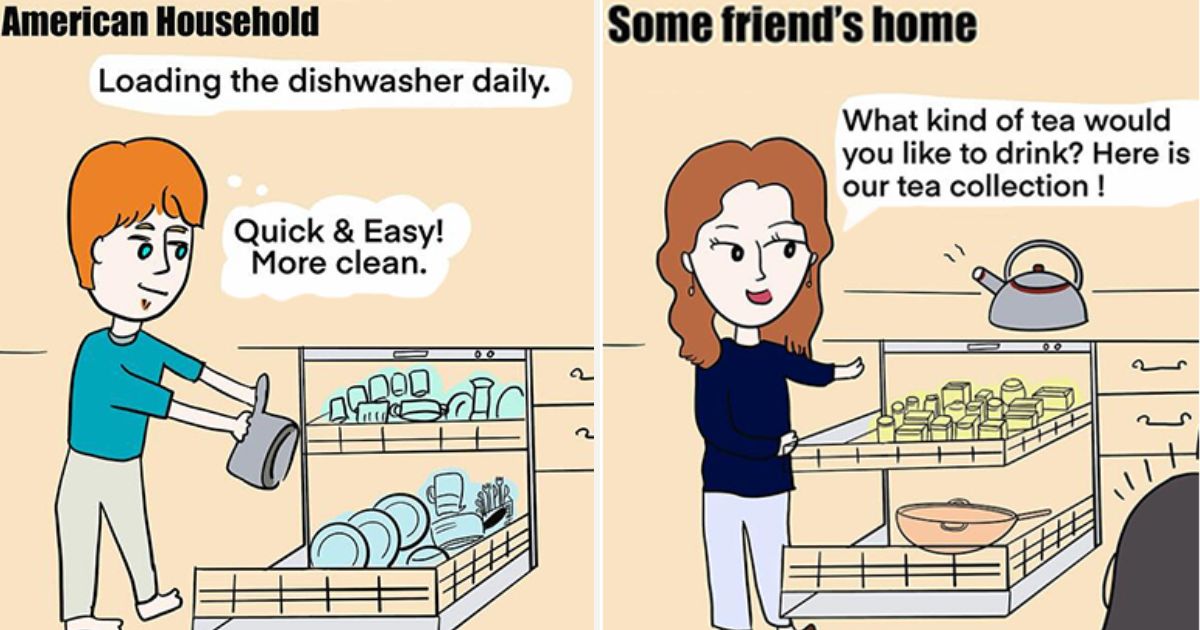 American Household
Loading the dishwasher daily.
Quick & Easy!
More clean.
Some friend's home
What kind of tea would
you like to drink? Here is
our tea collection !